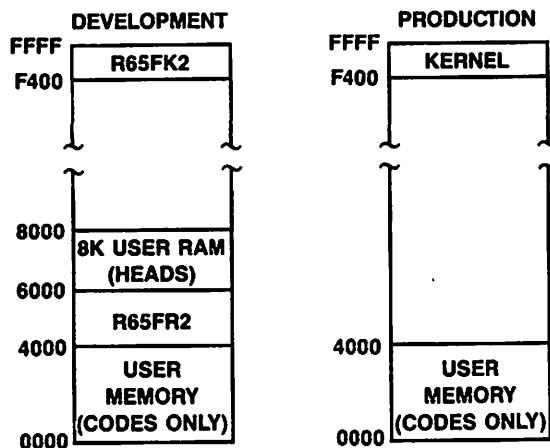 DEVELOPMENT
FFFF
R65FK2
F400
8000
8K USER RAM
(HEADS)
6000
R65FR2
4000
USER
MEMORY
(CODES ONLY)
0000
PRODUCTION
FFFF
KERNEL
F400
4000
USER
MEMORY
(CODES ONLY)
0000